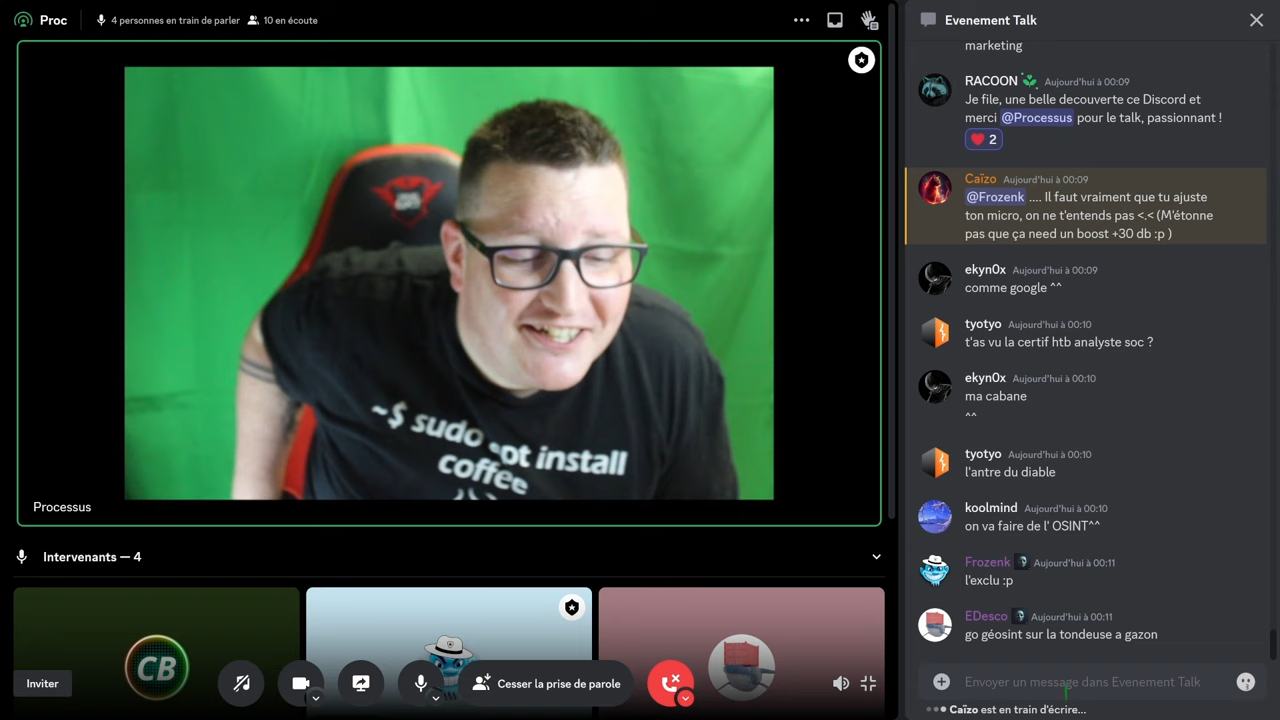 Proc
4 personnes en train de parler
10 en écoute
~$ sudo apt install
coffee
Processus
Intervenants — 4
CB
Inviter
Cesser la prise de parole
Evenement Talk
marketing
RACOON Aujourd'hui à 00:09
Je file, une belle decouverte ce Discord et
merci @Processus pour le talk, passionnant !
2
Caïzo Aujourd'hui à 00:09
@Frozenk .... Il faut vraiment que tu ajuste
ton micro, on ne t'entends pas <.< (M'étonne
pas que ça need un boost +30 db :p )
ekyn0x Aujourd'hui à 00:09
comme google ^^
tyotyo Aujourd'hui à 00:10
t'as vu la certif htb analyste soc ?
ekyn0x Aujourd'hui à 00:10
ma cabane
^^
tyotyo Aujourd'hui à 00:10
l'antre du diable
koolmind Aujourd'hui à 00:10
on va faire de l' OSINT^^
Frozenk Aujourd'hui à 00:11
l'exclu :p
EDesco Aujourd'hui à 00:11
go géosint sur la tondeuse a gazon
Envoyer un message dans Evenement Talk
Caïzo est en train d'écrire...